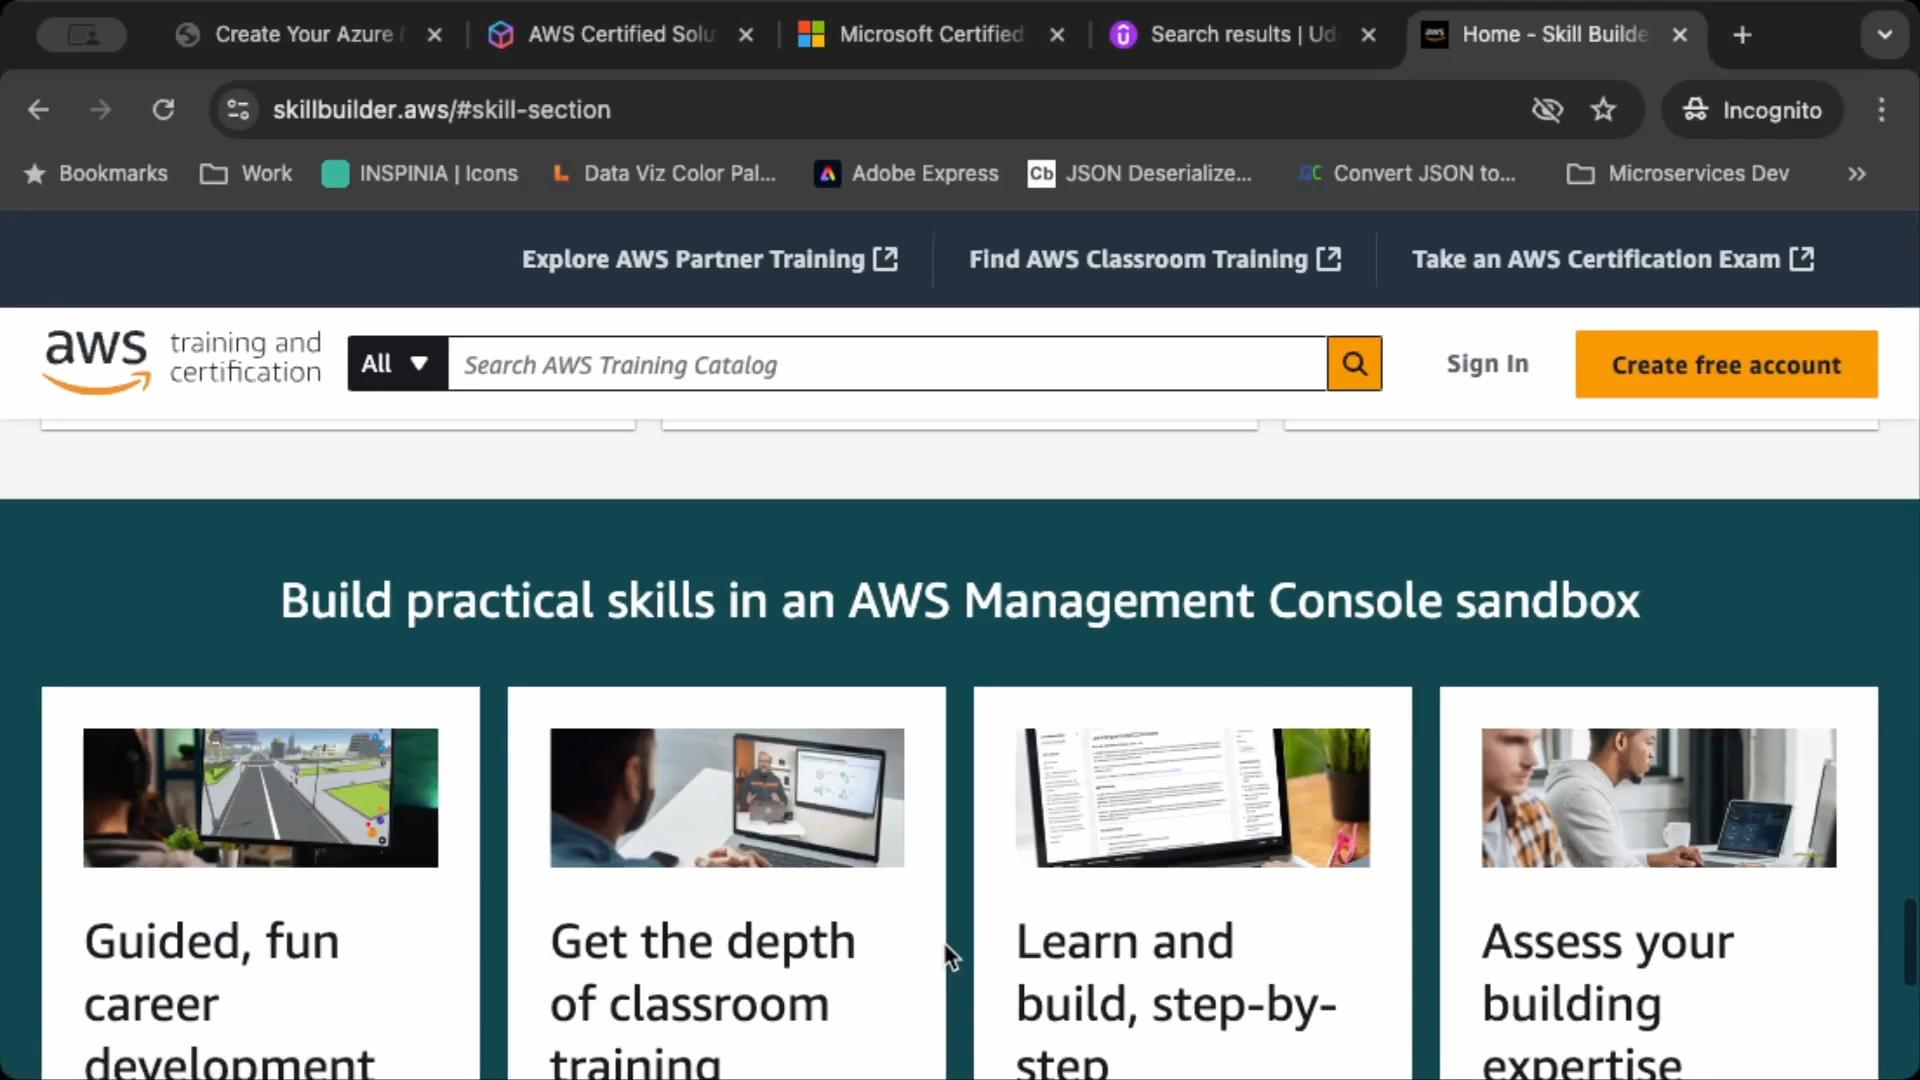 Create Your Azure
AWS Certified Solu
Microsoft Certified
Search results | Ud
Home - Skill Builde
skillbuilder.aws/#skill-section
Incognito
Bookmarks
Work
INSPINIA | Icons
Data Viz Color Pal...
Adobe Express
Cb
JSON Deserialize...
Convert JSON to...
Microservices Dev
Explore AWS Partner Training
Find AWS Classroom Training
Take an AWS Certification Exam
aws training and
certification
All
Search AWS Training Catalog
Sign In
Create free account
Build practical skills in an AWS Management Console sandbox
Guided, fun
career
development
Get the depth
of classroom
training
Learn and
build, step-by-
step
Assess your
building
expertise